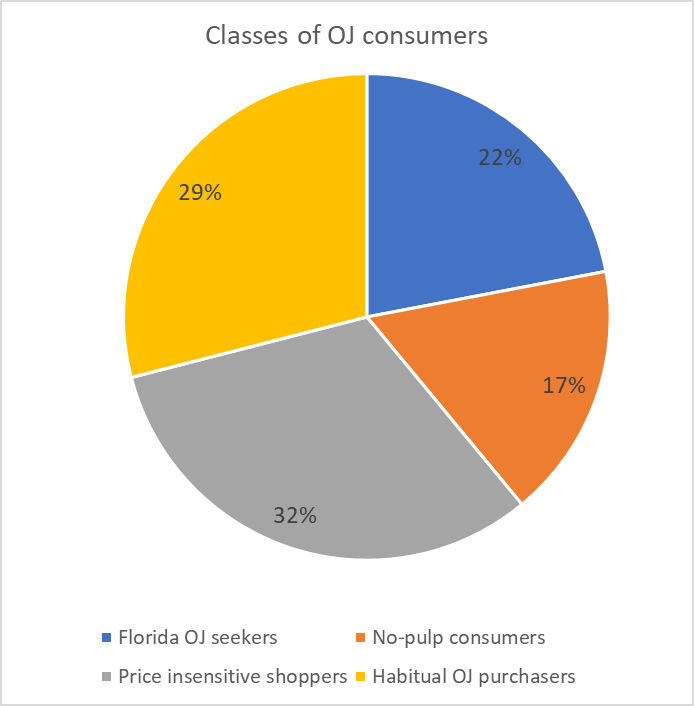 Classes of OJ consumers
22%
29%
17%
32%
Florida OJ seekers
No-pulp consumers
Price insensitive shoppers
Habitual OJ purchasers